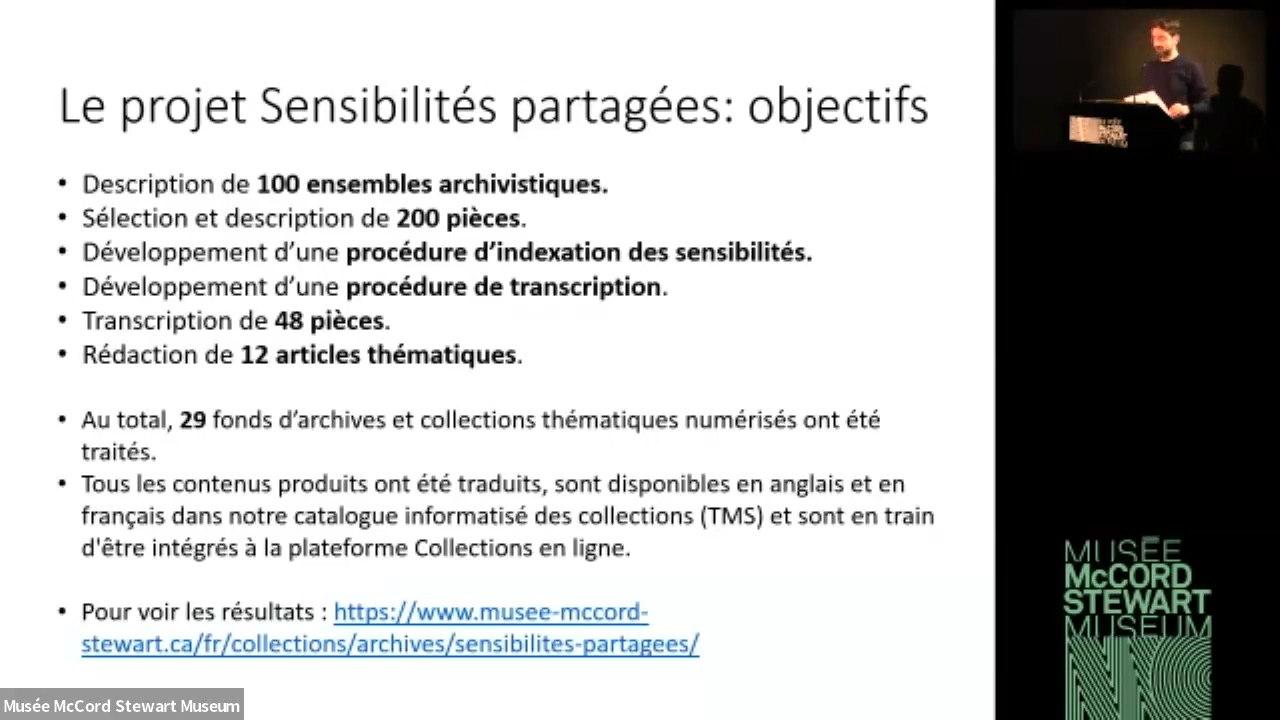 Le projet Sensibilités partagées: objectifs
• Description de 100 ensembles archivistiques.
• Sélection et description de 200 pièces.
• Développement d’une procédure d’indexation des sensibilités.
• Développement d’une procédure de transcription.
• Transcription de 48 pièces.
• Rédaction de 12 articles thématiques.
• Au total, 29 fonds d’archives et collections thématiques numérisés ont été
traités.
• Tous les contenus produits ont été traduits, sont disponibles en anglais et en
français dans notre catalogue informatisé des collections (TMS) et sont en train
d'être intégrés à la plateforme Collections en ligne.
• Pour voir les résultats : https://www.musee-mccord-
stewart.ca/fr/collections/archives/sensibilites-partagees/
MUSÉE
McCORD
STEWART
MUSEUM
Musée McCord Stewart Museum